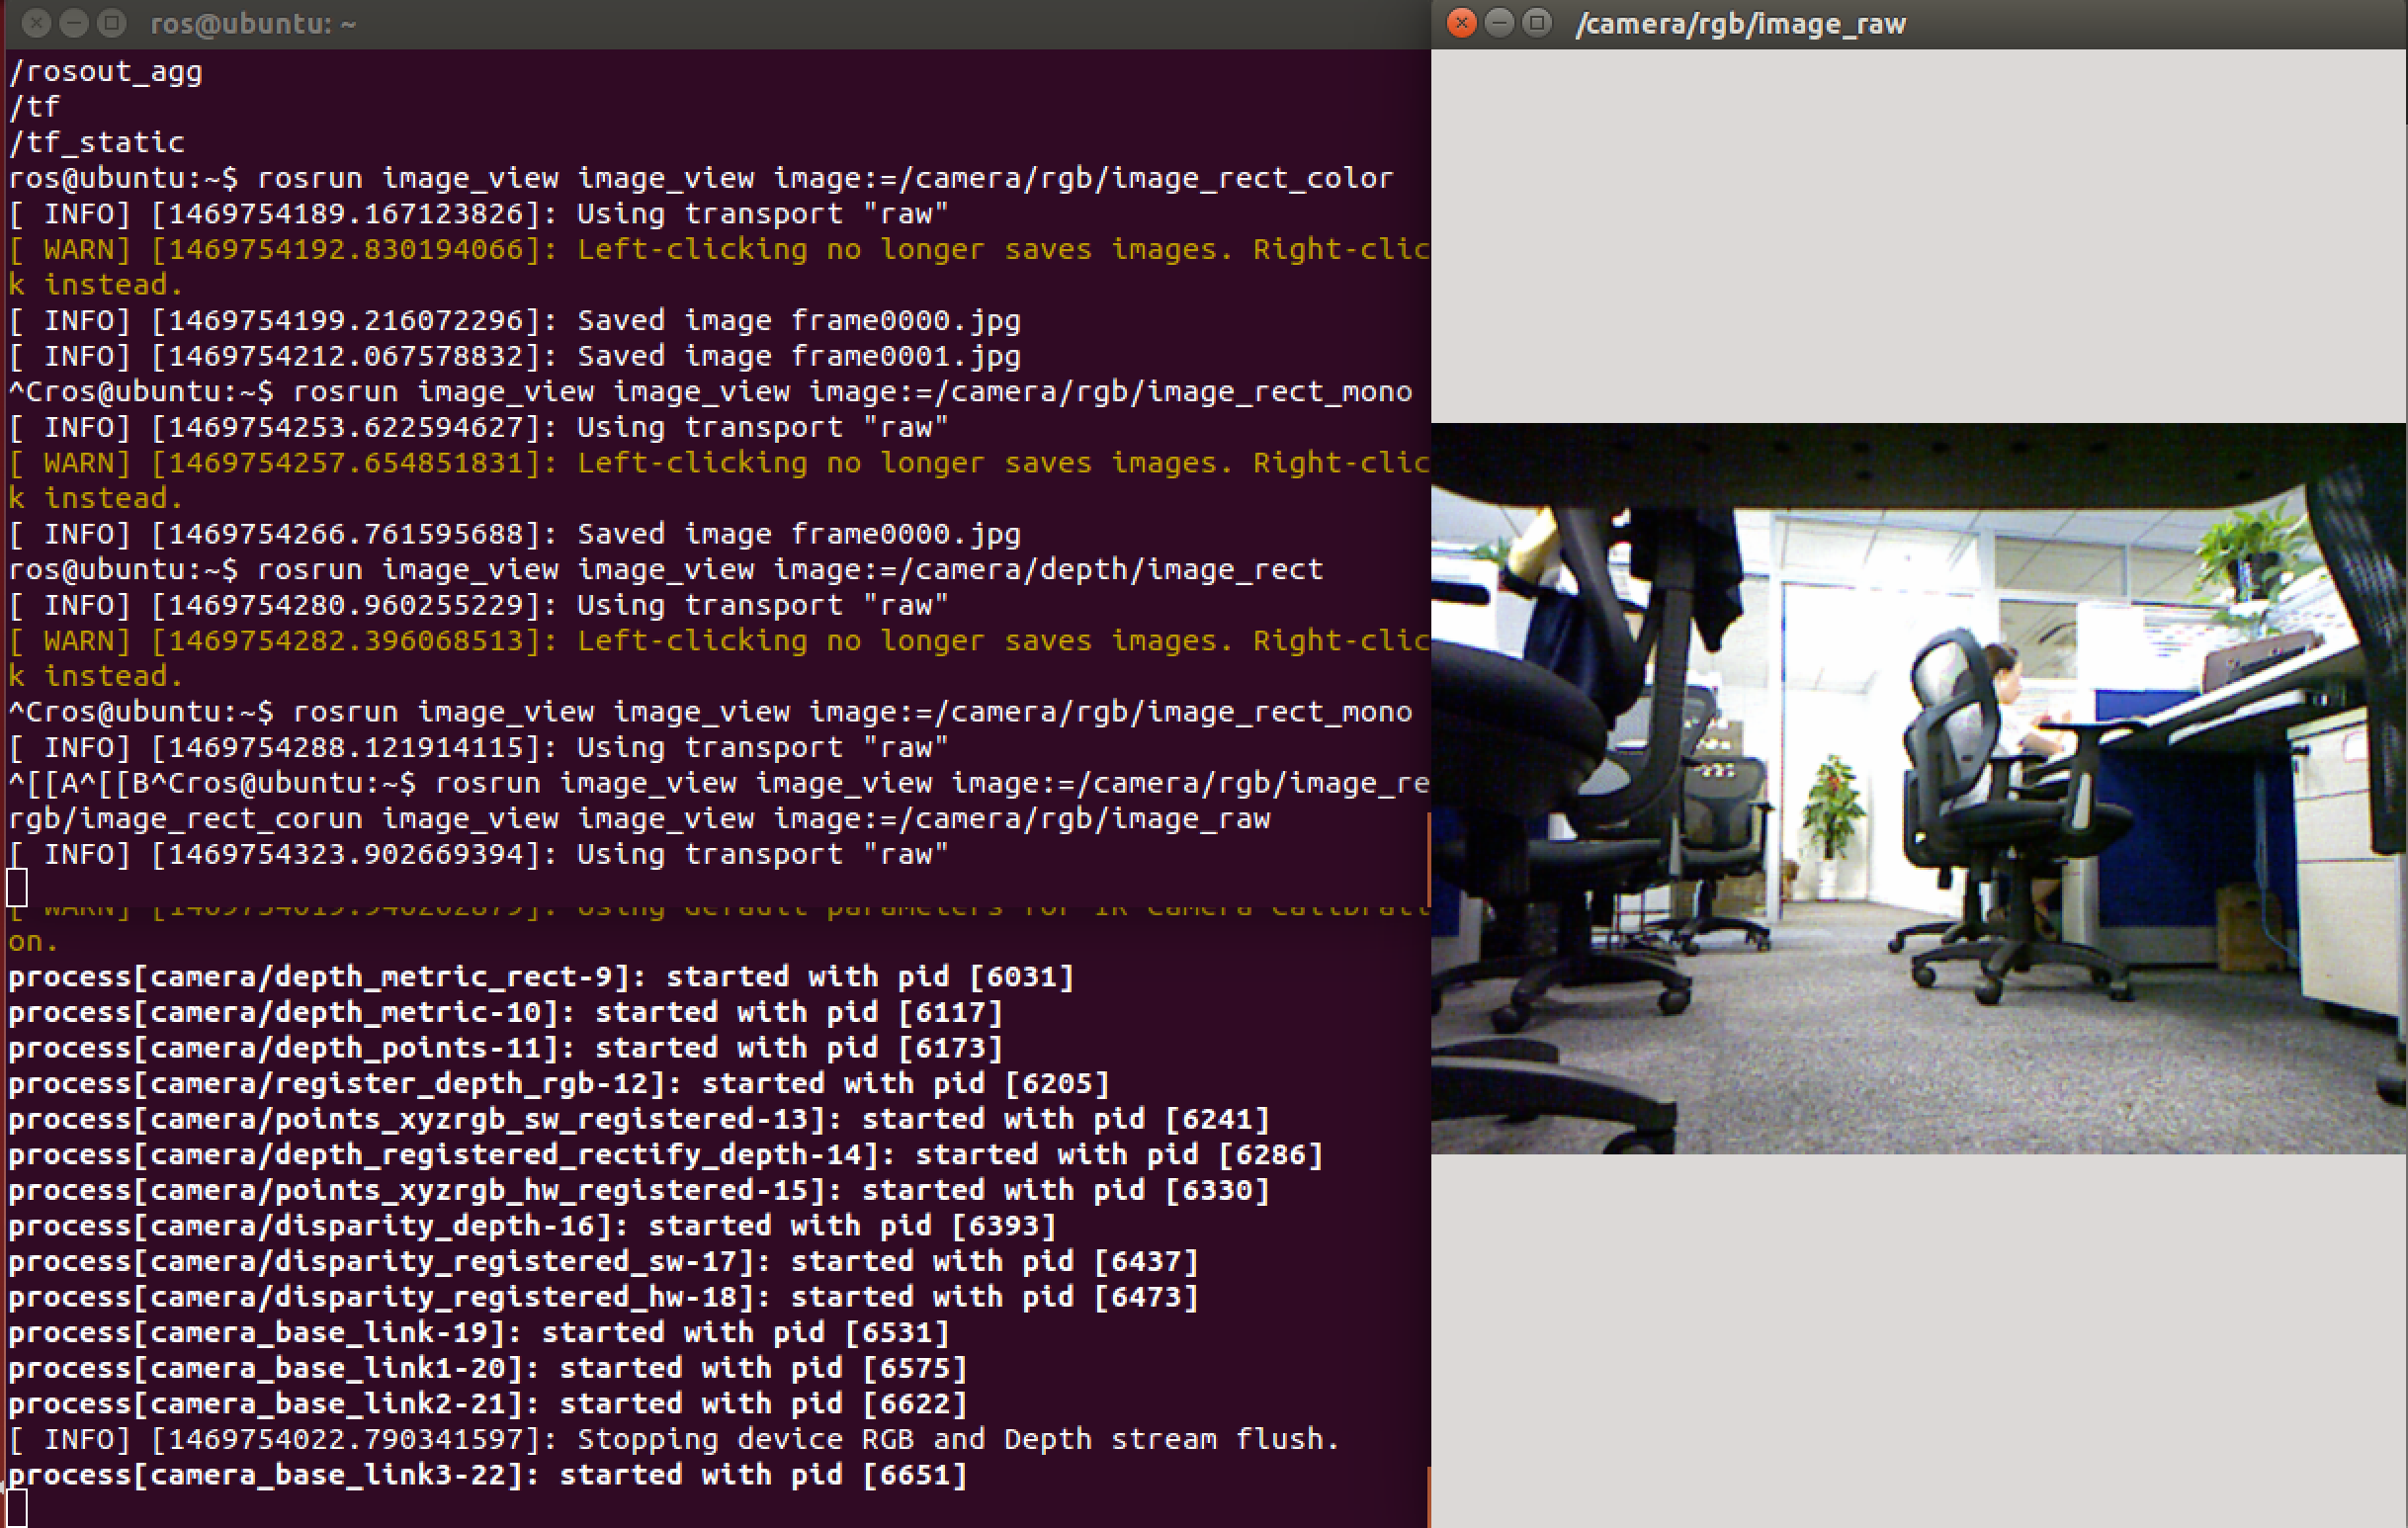 ros@ubuntu: ~
/rosout_agg
/tf
/tf_static
ros@ubuntu:~$ rosrun image_view image_view image:=/camera/rgb/image_rect_color
[ INFO] [1469754189.167123826]: Using transport "raw"
[ WARN] [1469754192.830194066]: Left-clicking no longer saves images. Right-clic
k instead.
[ INFO] [1469754199.216072296]: Saved image frame0000.jpg
[ INFO] [1469754212.067578832]: Saved image frame0001.jpg
^Cros@ubuntu:~$ rosrun image_view image_view image:=/camera/rgb/image_rect_mono
[ INFO] [1469754253.622594627]: Using transport "raw"
[ WARN] [1469754257.654851831]: Left-clicking no longer saves images. Right-clic
k instead.
[ INFO] [1469754266.761595688]: Saved image frame0000.jpg
ros@ubuntu:~$ rosrun image_view image_view image:=/camera/depth/image_rect
[ INFO] [1469754280.960255229]: Using transport "raw"
[ WARN] [1469754282.396068513]: Left-clicking no longer saves images. Right-clic
k instead.
^Cros@ubuntu:~$ rosrun image_view image_view image:=/camera/rgb/image_rect_mono
[ INFO] [1469754288.121914115]: Using transport "raw"
^[[A^[[B^Cros@ubuntu:~$ rosrun image_view image_view image:=/camera/rgb/image_re
rgb/image_rect_corun image_view image_view image:=/camera/rgb/image_raw
[ INFO] [1469754323.902669394]: Using transport "raw"
[ WARN] Using default parameters for IR camera calibrati
on.
process[camera/depth_metric_rect-9]: started with pid [6031]
process[camera/depth_metric-10]: started with pid [6117]
process[camera/depth_points-11]: started with pid [6173]
process[camera/register_depth_rgb-12]: started with pid [6205]
process[camera/points_xyzrgb_sw_registered-13]: started with pid [6241]
process[camera/depth_registered_rectify_depth-14]: started with pid [6286]
process[camera/points_xyzrgb_hw_registered-15]: started with pid [6330]
process[camera/disparity_depth-16]: started with pid [6393]
process[camera/disparity_registered_sw-17]: started with pid [6437]
process[camera/disparity_registered_hw-18]: started with pid [6473]
process[camera_base_link-19]: started with pid [6531]
process[camera_base_link1-20]: started with pid [6575]
process[camera_base_link2-21]: started with pid [6622]
[ INFO] [1469754022.790341597]: Stopping device RGB and Depth stream flush.
process[camera_base_link3-22]: started with pid [6651]
/camera/rgb/image_raw